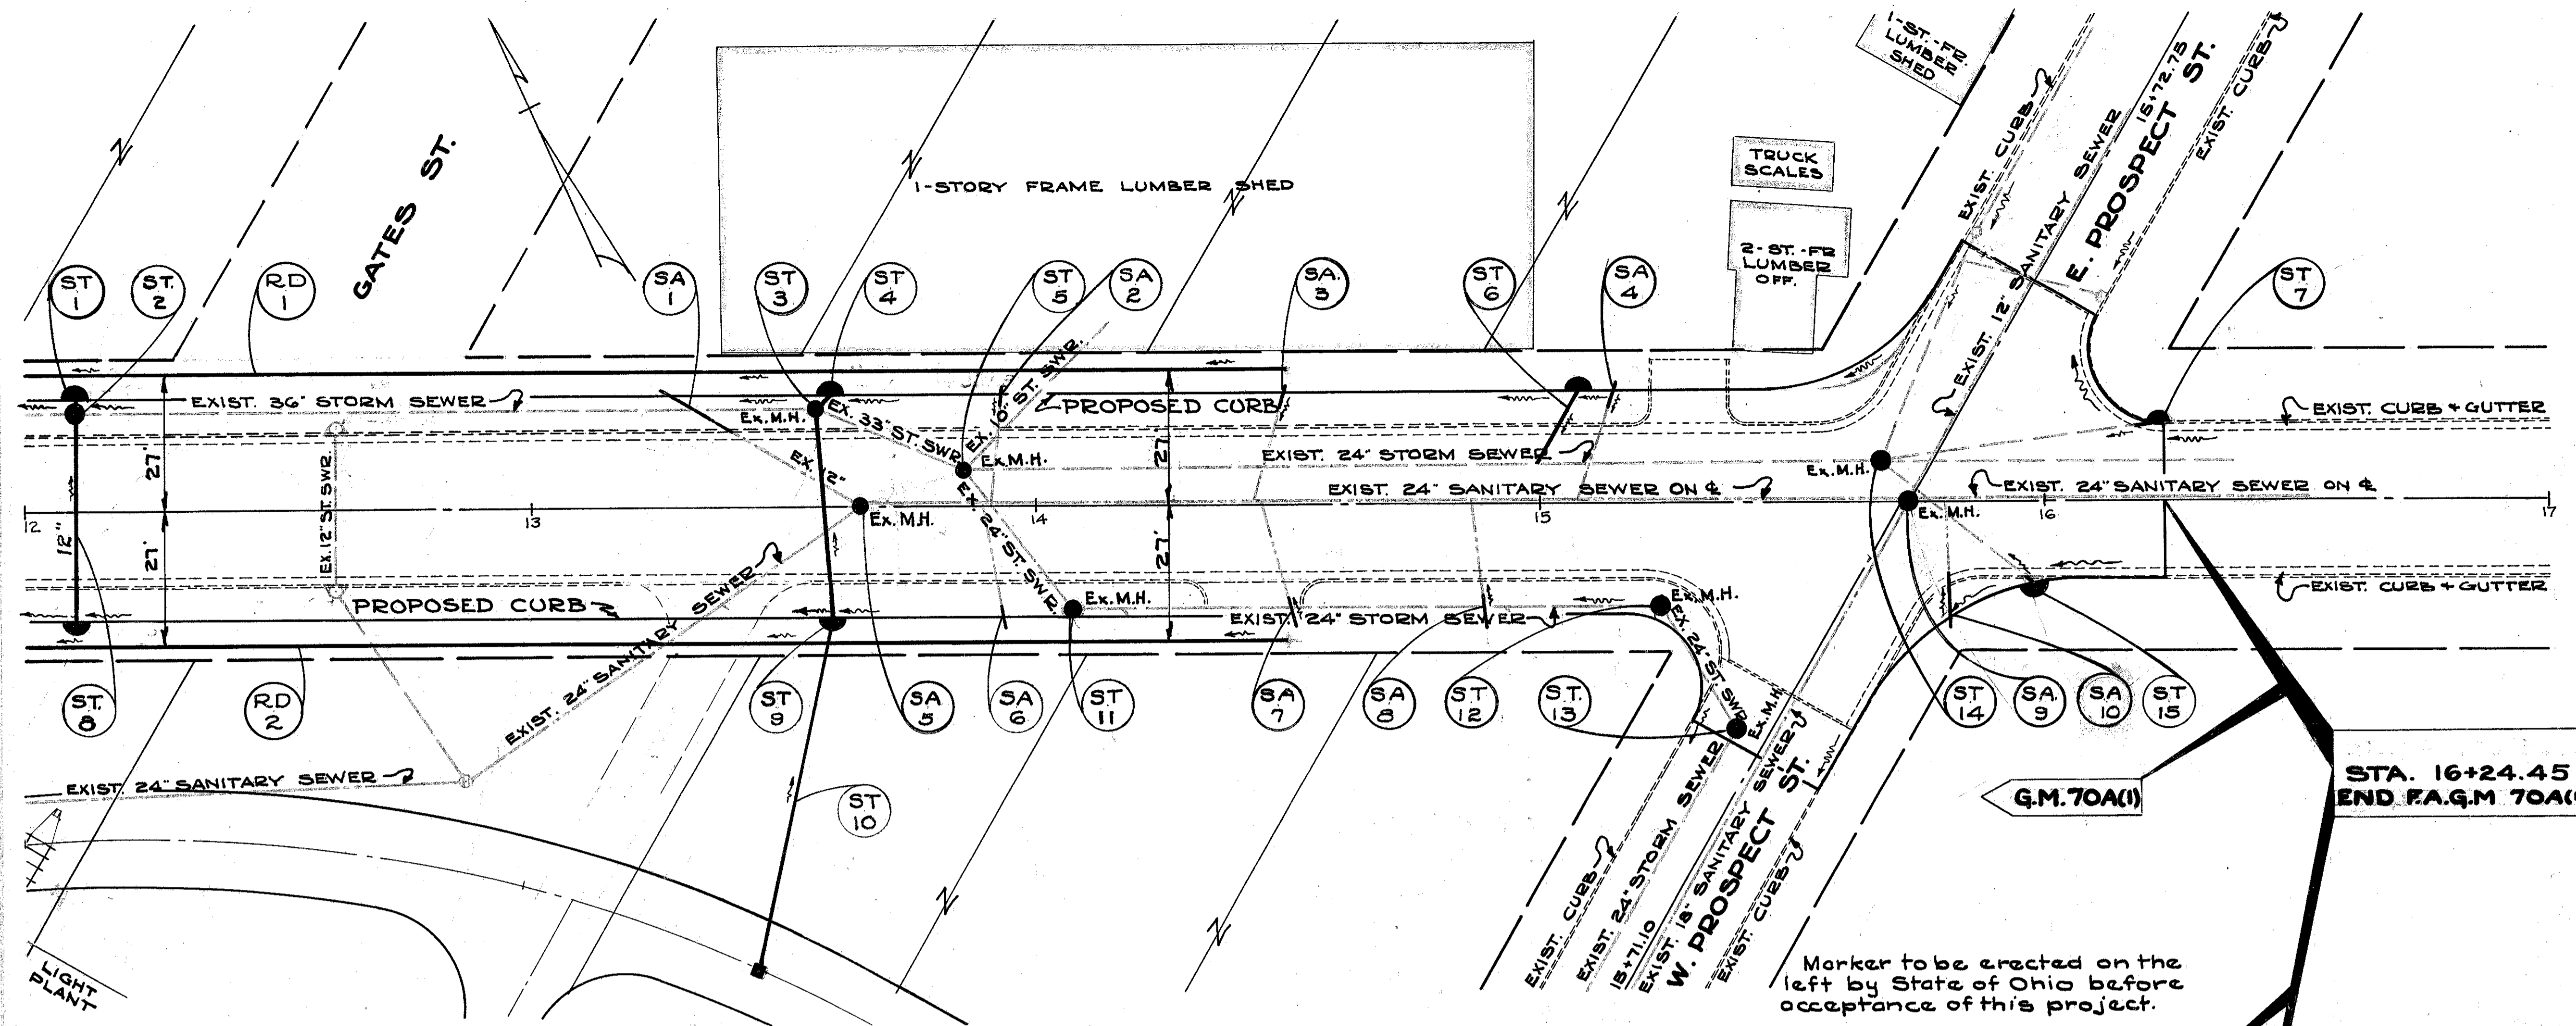 1-ST.-FR.
LUMBER
SHED
15+72.75
E. PROSPECT ST.
EXIST. CURB
EXIST. CURB
EXIST. 12" SANITARY SEWER
GATES ST.
1-STORY FRAME LUMBER SHED
TRUCK
SCALES
2-ST.-FR
LUMBER
OFF.
ST
1
ST.
2
RD
1
SA
1
ST
3
ST
4
ST
5
SA
2
SA.
3
ST
6
SA
4
ST
7
EXIST. 36" STORM SEWER
Ex. M.H.
EX. 33" ST. SWR.
EX. 10" ST. SWR.
PROPOSED CURB
EXIST. CURB + GUTTER
27'
27'
EX. 12" ST. SWR.
EX. 12"
Ex. M.H.
EXIST. 24" STORM SEWER
Ex. M.H.
EXIST. 24" SANITARY SEWER ON ℄
EXIST. 24" SANITARY SEWER ON ℄
12
13
14
15
16
17
Ex. M.H.
Ex. M.H.
12"
27'
27'
EX. 24" ST. SWR.
PROPOSED CURB
EXIST. 24" SANITARY SEWER
Ex. M.H.
EXIST. 24" STORM SEWER
Ex. M.H.
EXIST. CURB + GUTTER
EX. 24" ST. SWR.
Ex. M.H.
ST.
8
RD
2
ST
9
SA
5
SA
6
ST
11
SA
7
SA
8
ST
12
ST.
13
ST
14
SA.
9
SA
10
ST
15
EXIST. 24" SANITARY SEWER
ST
10
G.M. 70A(1)
STA. 16+24.45
END F.A.G.M 70A(1
EXIST. CURB
EXIST. 24" STORM SEWER
15+71.10
EXIST. 18" SANITARY SEWER
W. PROSPECT ST.
EXIST. CURB
LIGHT
PLANT
Marker to be erected on the
left by State of Ohio before
acceptance of this project.